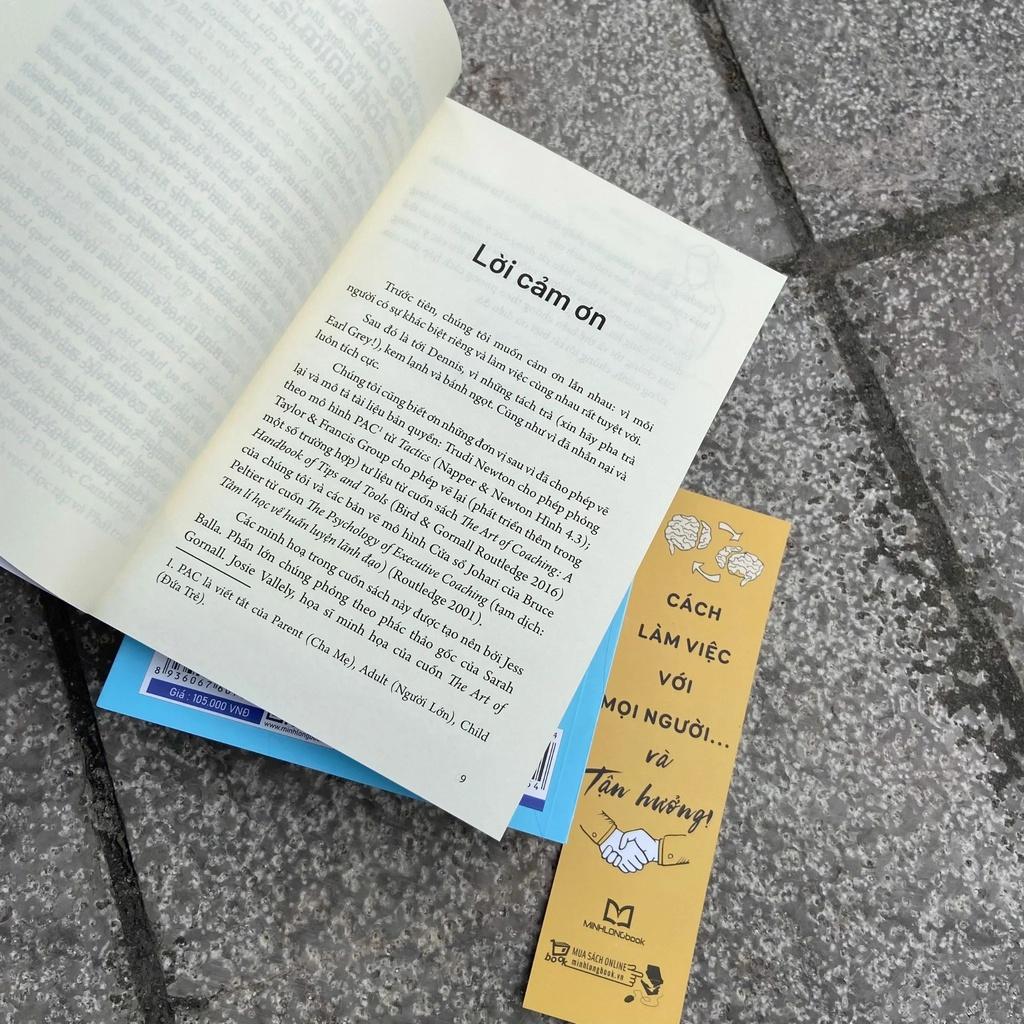 Lời cảm ơn
Trước tiên, chúng tôi muốn cảm ơn lẫn nhau: vì mỗi
người có sự khác biệt riêng và làm việc cùng nhau rất tuyệt vời.
Sau đó là tới Dennis, vì những tách trà (xin hãy pha trà
Earl Grey!), kem lạnh và bánh ngọt. Cũng như vì đã nhẫn nại và
luôn tích cực.
Chúng tôi cũng biết ơn những đơn vị sau vì đã cho phép vẽ
lại và mô tả tài liệu bản quyền: Trudi Newton cho phép phỏng
theo mô hình PAC¹ từ Tactics (Napper & Newton Hình 4.3);
Taylor & Francis Group cho phép vẽ lại (phát triển thêm trong
một số trường hợp) tư liệu từ cuốn sách The Art of Coaching: A
Handbook of Tips and Tools (Bird & Gornall Routledge 2016)
của chúng tôi và các bản vẽ mô hình Cửa sổ Johari của Bruce
Peltier từ cuốn The Psychology of Executive Coaching (tạm dịch:
Tâm lí học về huấn luyện lãnh đạo) (Routledge 2001).
Các minh hoạ trong cuốn sách này được tạo nên bởi Jess
Balla. Phần lớn chúng phỏng theo phác thảo gốc của Sarah
Gornall. Josie Vallely, họa sĩ minh họa của cuốn The Art of
1. PAC là viết tắt của Parent (Cha Mẹ), Adult (Người Lớn), Child
(Đứa Trẻ).
9
Giá : 105.000 VNĐ
CÁCH
LÀM VIỆC
VỚI
MỌI NGƯỜI...
và
Tận hưởng!
MINHLONGbook
MUA SÁCH ONLINE
book
minhlongbook.vn